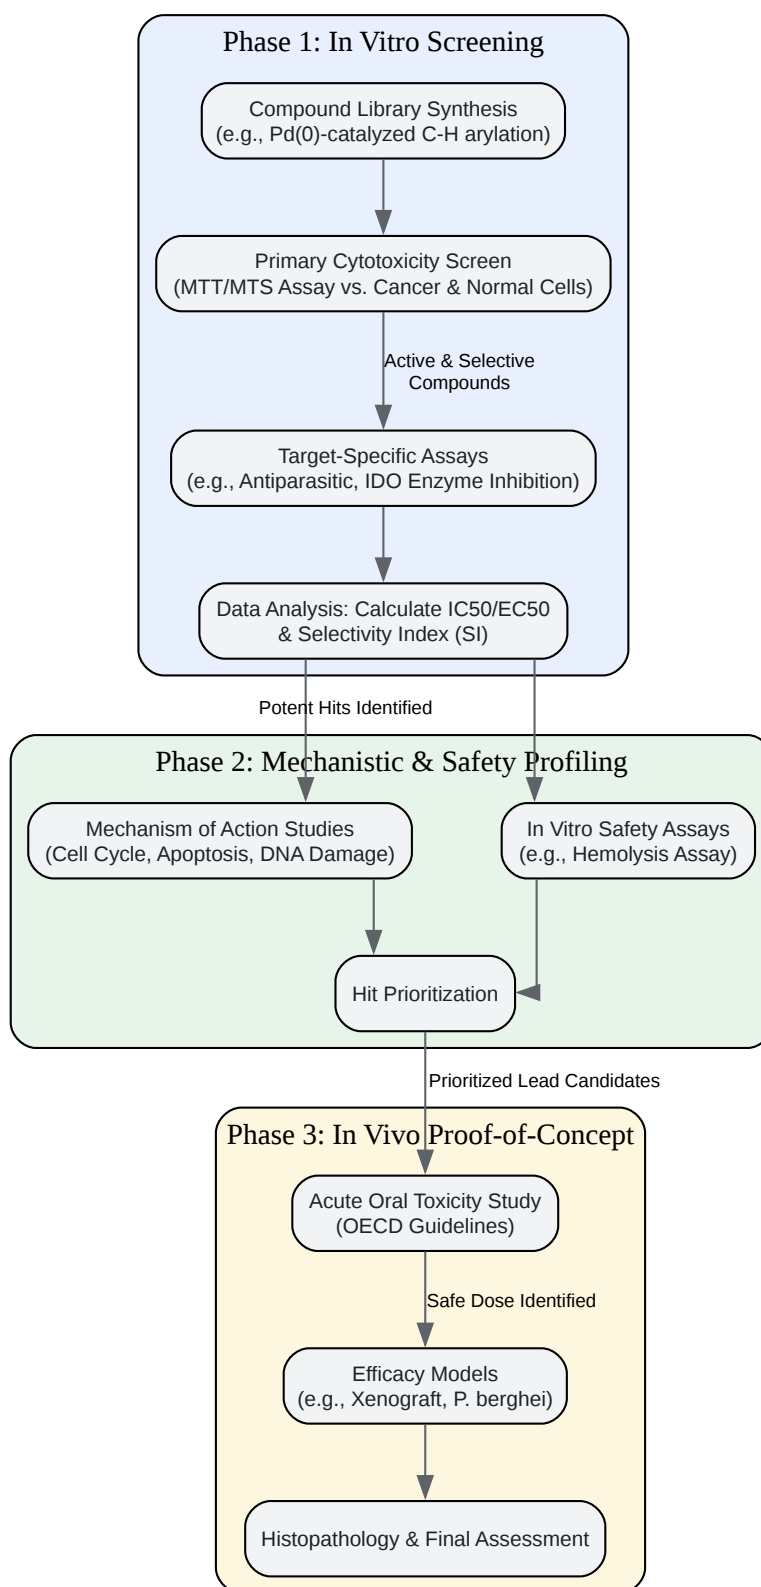 Phase 1: In Vitro Screening
Compound Library Synthesis
(e.g., Pd(0)-catalyzed C-H arylation)
Primary Cytotoxicity Screen
(MTT/MTS Assay vs. Cancer & Normal Cells)
Active & Selective
Compounds
Target-Specific Assays
(e.g., Antiparasitic, IDO Enzyme Inhibition)
Data Analysis: Calculate IC50/EC50
& Selectivity Index (SI)
Potent Hits Identified
Phase 2: Mechanistic & Safety Profiling
Mechanism of Action Studies
(Cell Cycle, Apoptosis, DNA Damage)
In Vitro Safety Assays
(e.g., Hemolysis Assay)
Hit Prioritization
Prioritized Lead Candidates
Phase 3: In Vivo Proof-of-Concept
Acute Oral Toxicity Study
(OECD Guidelines)
Safe Dose Identified
Efficacy Models
(e.g., Xenograft, P. berghei)
Histopathology & Final Assessment